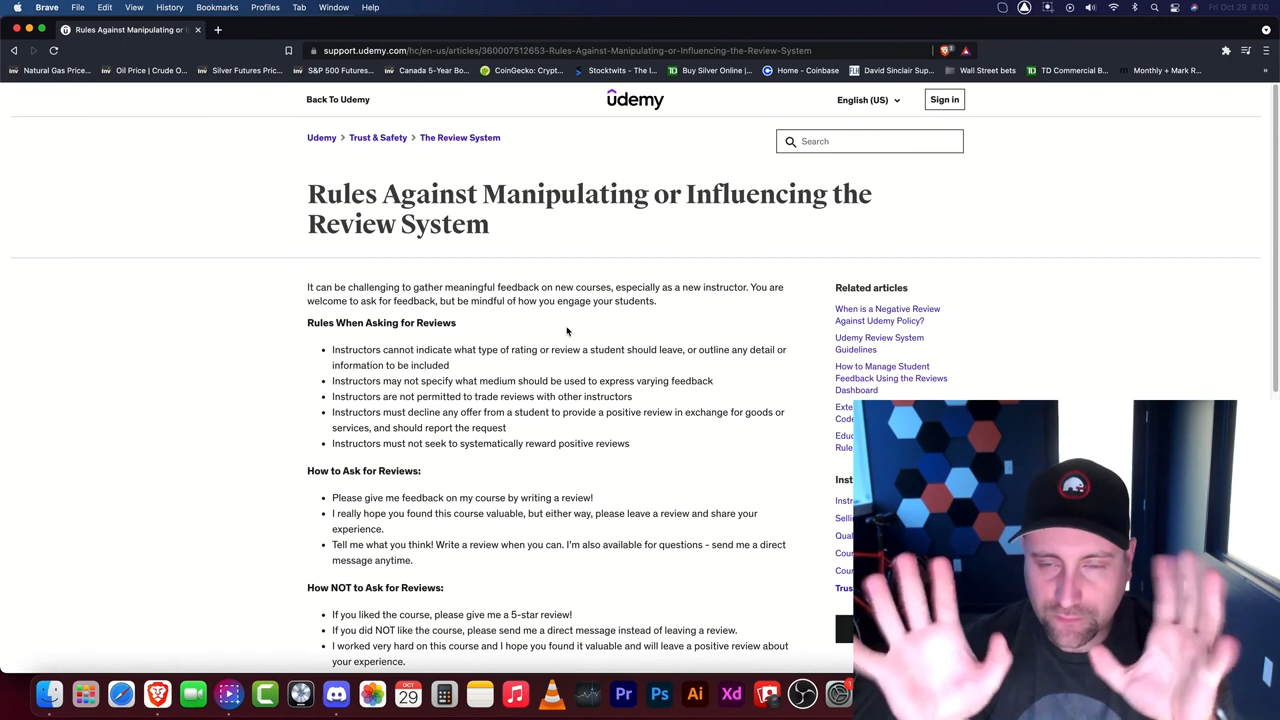 Brave File Edit View History Bookmarks Profiles Tab Window Help Fri Oct 29 8:00
Rules Against Manipulating or I
support.udemy.com/hc/en-us/articles/360007512653-Rules-Against-Manipulating-or-Influencing-the-Review-System
Natural Gas Price... Oil Price | Crude O... Silver Futures Pric... S&P 500 Futures... Canada 5-Year Bo... CoinGecko: Crypt... Stocktwits - The l... Buy Silver Online |... Home - Coinbase David Sinclair Sup... Wall Street bets TD Commercial B... Monthly + Mark R...
Back To Udemy
udemy
English (US)
Sign in
Udemy > Trust & Safety > The Review System
Search
Rules Against Manipulating or Influencing the
Review System
It can be challenging to gather meaningful feedback on new courses, especially as a new instructor. You are
welcome to ask for feedback, but be mindful of how you engage your students.
Rules When Asking for Reviews
• Instructors cannot indicate what type of rating or review a student should leave, or outline any detail or
information to be included
• Instructors may not specify what medium should be used to express varying feedback
• Instructors are not permitted to trade reviews with other instructors
• Instructors must decline any offer from a student to provide a positive review in exchange for goods or
services, and should report the request
• Instructors must not seek to systematically reward positive reviews
How to Ask for Reviews:
• Please give me feedback on my course by writing a review!
• I really hope you found this course valuable, but either way, please leave a review and share your
experience.
• Tell me what you think! Write a review when you can. I'm also available for questions - send me a direct
message anytime.
How NOT to Ask for Reviews:
• If you liked the course, please give me a 5-star review!
• If you did NOT like the course, please send me a direct message instead of leaving a review.
• I worked very hard on this course and I hope you found it valuable and will leave a positive review about
your experience.
Related articles
When is a Negative Review
Against Udemy Policy?
Udemy Review System
Guidelines
How to Manage Student
Feedback Using the Reviews
Dashboard
Exte
Code
Educ
Rule
Inst
Instr
Selli
Qual
Cour
Cour
Trus
OCT
29
Pr Ps Ai Xd